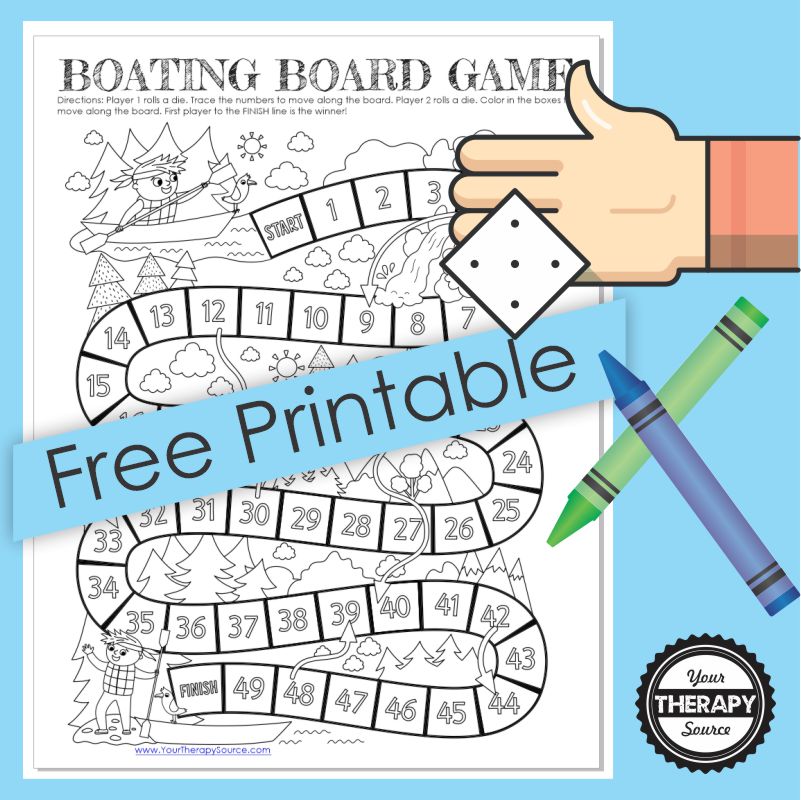 BOATING BOARD GAME
Directions: Player 1 rolls a die. Trace the numbers to move along the board. Player 2 rolls a die. Color in the boxes
move along the board. First player to the FINISH line is the winner!
START 1 2 3
14 13 12 11 10 9 8 7
15
Free Printable
24
33 32 31 30 29 28 27 26 25
34
35 36 37 38 39 40 41 42
43
FINISH 49 48 47 46 45 44
www.YourTherapySource.com
Your
THERAPY
Source